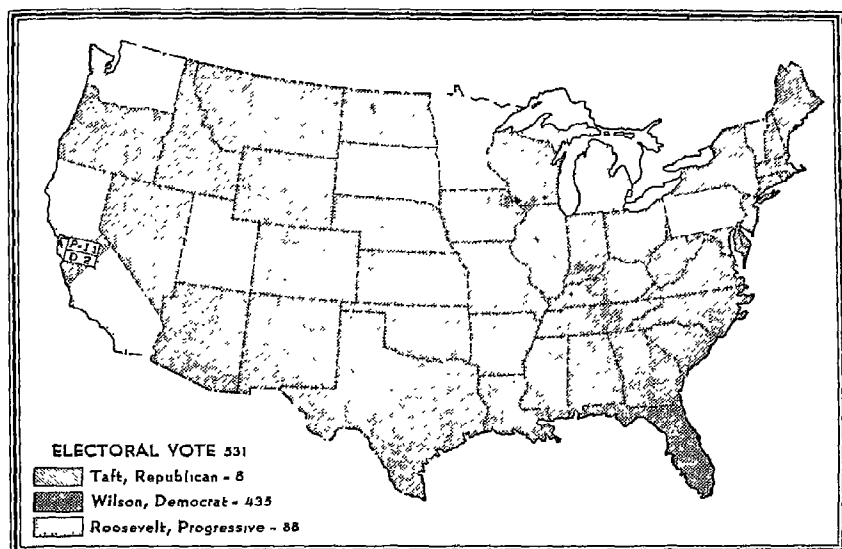 P-11
D 2
ELECTORAL VOTE 531
Taft, Republican - 8
Wilson, Democrat - 435
Roosevelt, Progressive - 88